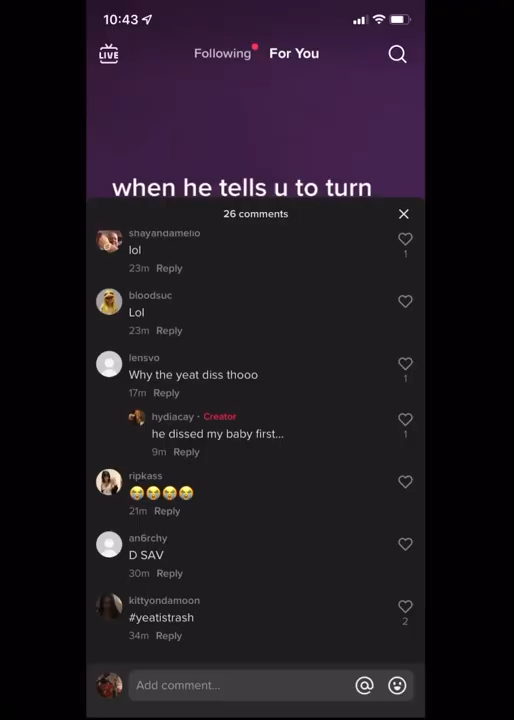 10:43
LIVE
Following For You
when he tells u to turn
26 comments
shayandamelio
lol
1
23m Reply
bloodsuc
Lol
23m Reply
lensvo
Why the yeat diss thooo
1
17m Reply
hydiacay · Creator
he dissed my baby first...
1
9m Reply
ripkass
😭😭😭😭
21m Reply
an6rchy
D SAV
30m Reply
kittyondamoon
#yeatistrash
2
34m Reply
Add comment...